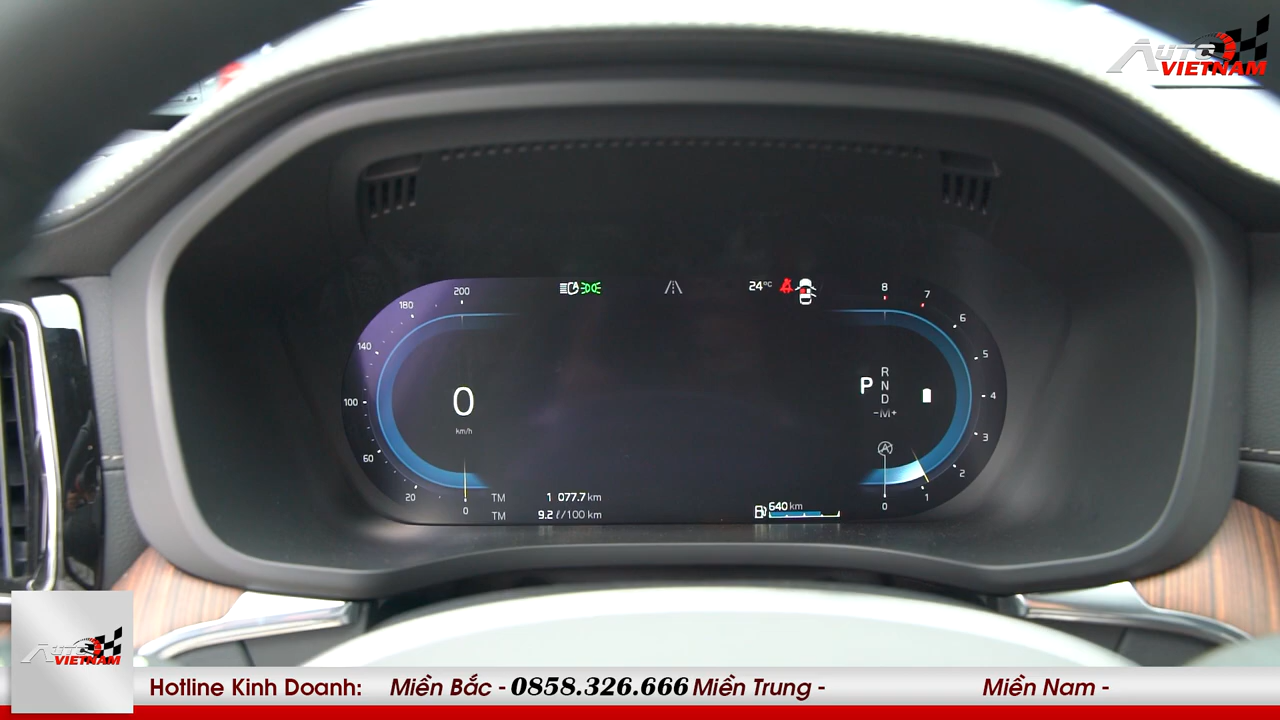 AUTO
VIETNAM
24°C
200
180
140
100
60
20
0
0
km/h
TM 1 077.7 km
TM 9.2 ℓ/100 km
8
7
6
5
4
3
2
1
0
P
R
N
D
-M+
A
540 km
AUTO
VIETNAM
Hotline Kinh Doanh: Miền Bắc - 0858.326.666 Miền Trung - Miền Nam -